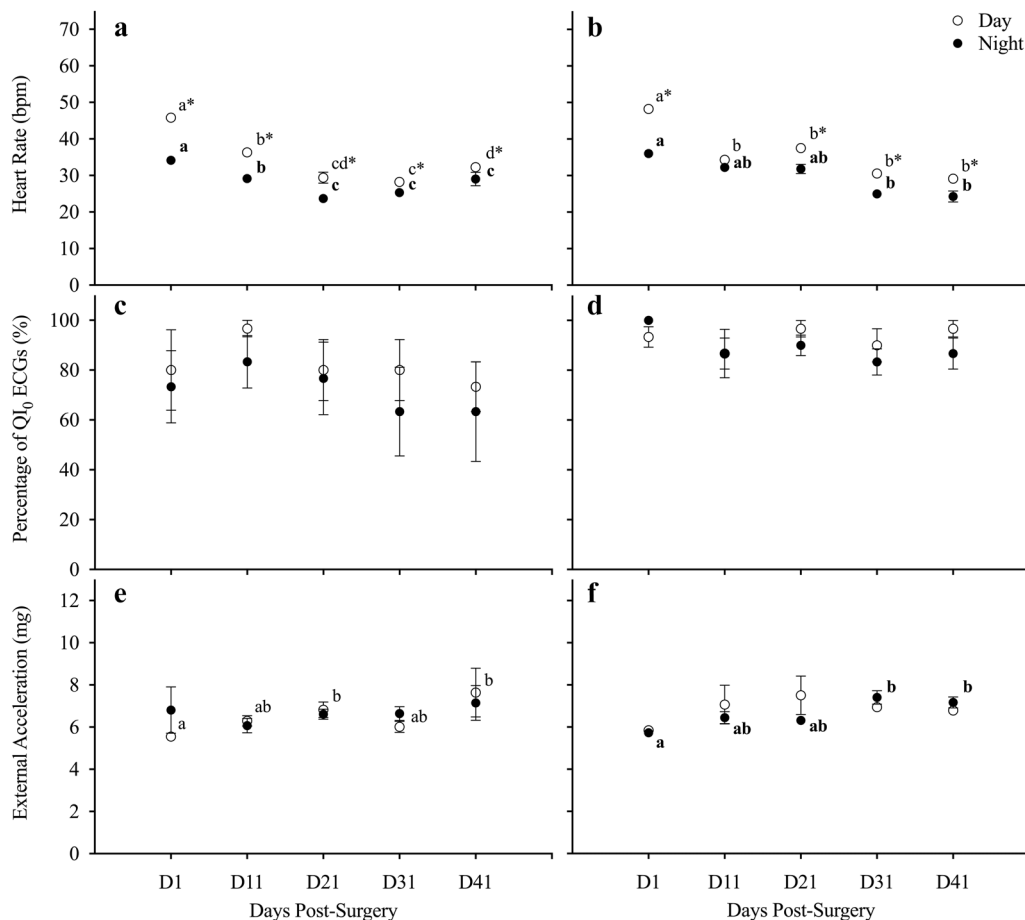 a
b
Day
Night
Heart Rate (bpm)
70
60
50
40
30
20
10
0
a*
a
b*
b
cd*
c
c*
c
d*
c
a*
a
b
ab
b*
ab
b*
b
b*
b
c
d
Percentage of QI₀ ECGs (%)
100
80
60
40
20
0
e
f
External Acceleration (mg)
12
10
8
6
4
2
0
a
ab
b
ab
b
a
ab
ab
b
b
D1 D11 D21 D31 D41
D1 D11 D21 D31 D41
Days Post-Surgery
Days Post-Surgery